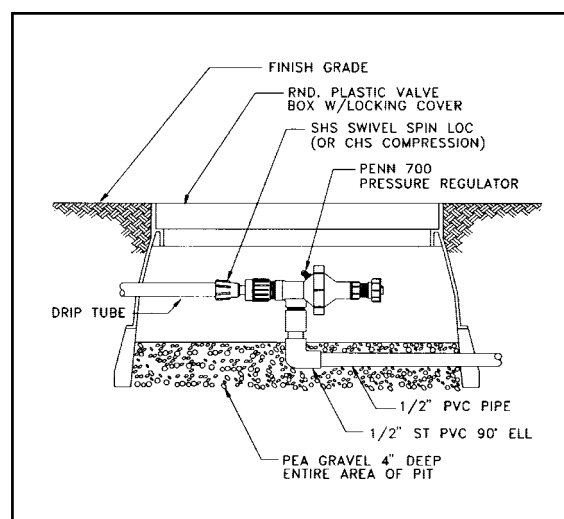 FINISH GRADE
RND. PLASTIC VALVE
BOX W/LOCKING COVER
SHS SWIVEL SPIN LOC
(OR CHS COMPRESSION)
PENN 700
PRESSURE REGULATOR
DRIP TUBE
1/2" PVC PIPE
1/2" ST PVC 90° ELL
PEA GRAVEL 4" DEEP
ENTIRE AREA OF PIT